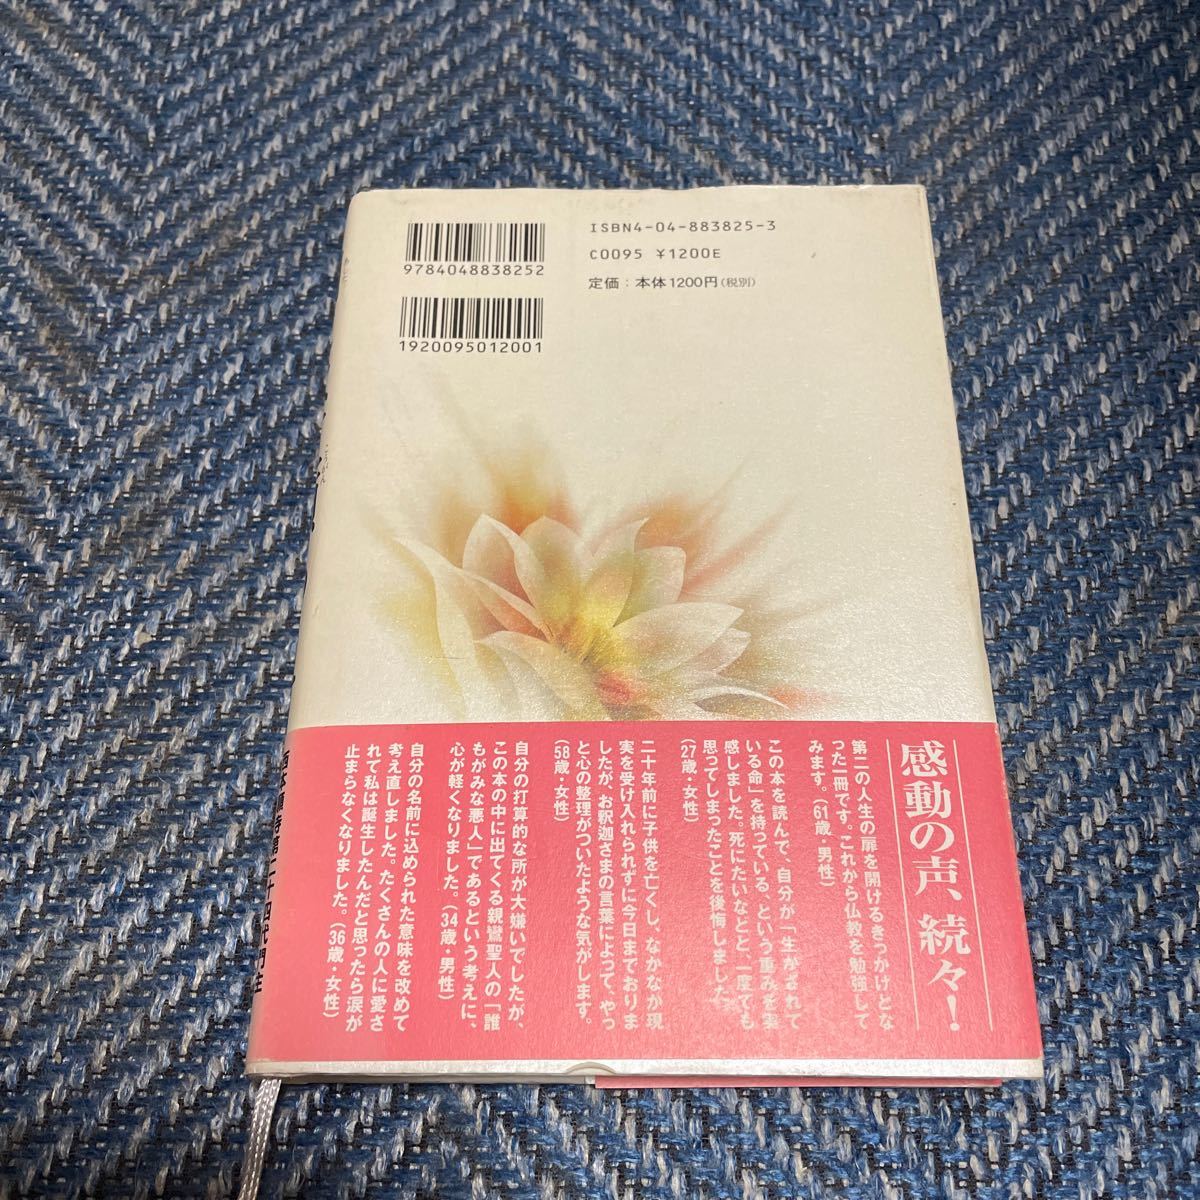 ISBN4-04-883825-3
C0095 ¥1200E
定価：本体1200円(税別)
9784048838252
1920095012001
感動の声、続々！
第二の人生の扉を開けるきっかけとな
った一冊です。これから仏教を勉強して
みます。(61歳・男性)
この本を読んで、自分が「生かされて
いる命」を持っている、という重みを実
感しました。死にたいなどと、一度でも
思ってしまったことを後悔しました。
(27歳・女性)
二十年前に子供を亡くし、なかなか現
実を受け入れられずに今日までおりま
したが、お釈迦さまの言葉によって、やっ
と心の整理がついたような気がします。
(58歳・女性)
自分の打算的な所が大嫌いでしたが、
この本の中に出てくる親鸞聖人の「誰
もがみな悪人」であるという考えに、
心が軽くなりました。(34歳・男性)
自分の名前に込められた意味を改めて
考え直しました。たくさんの人に愛さ
れて私は誕生したんだと思ったら涙が
止まらなくなりました。(36歳・女性)